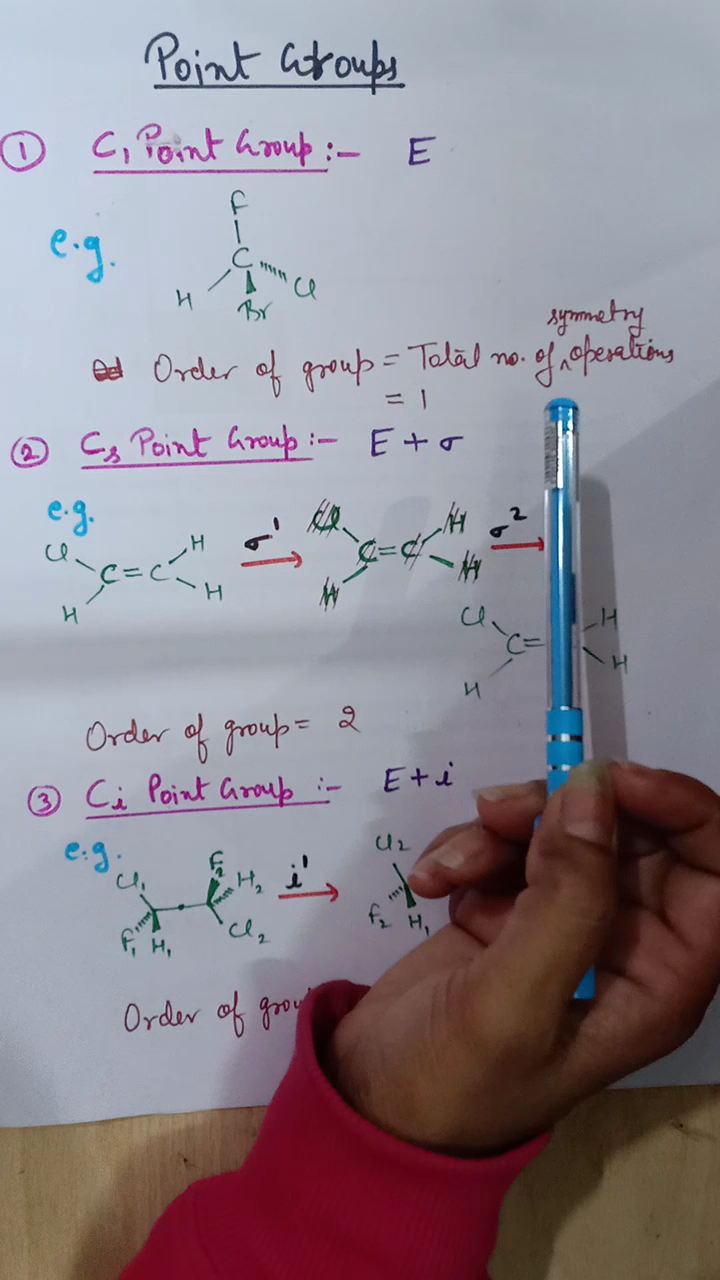 Point Groups
① C₁ Point Group :- E
e.g.
F
C
H Cl
Br
Order of group = Total no. of ^ symmetry operations
= 1
② Cs Point Group :- E + σ
e.g.
Cl H σ¹ Cl H σ²
C=C C=C
H H H H
Cl H
C=
H H
Order of group = 2
③ Ci Point Group :- E + i
e.g.
Cl₁ F₂ H₂ i¹ Cl₂
F₁ H₁ Cl₂ F₂ H₁
Order of grou